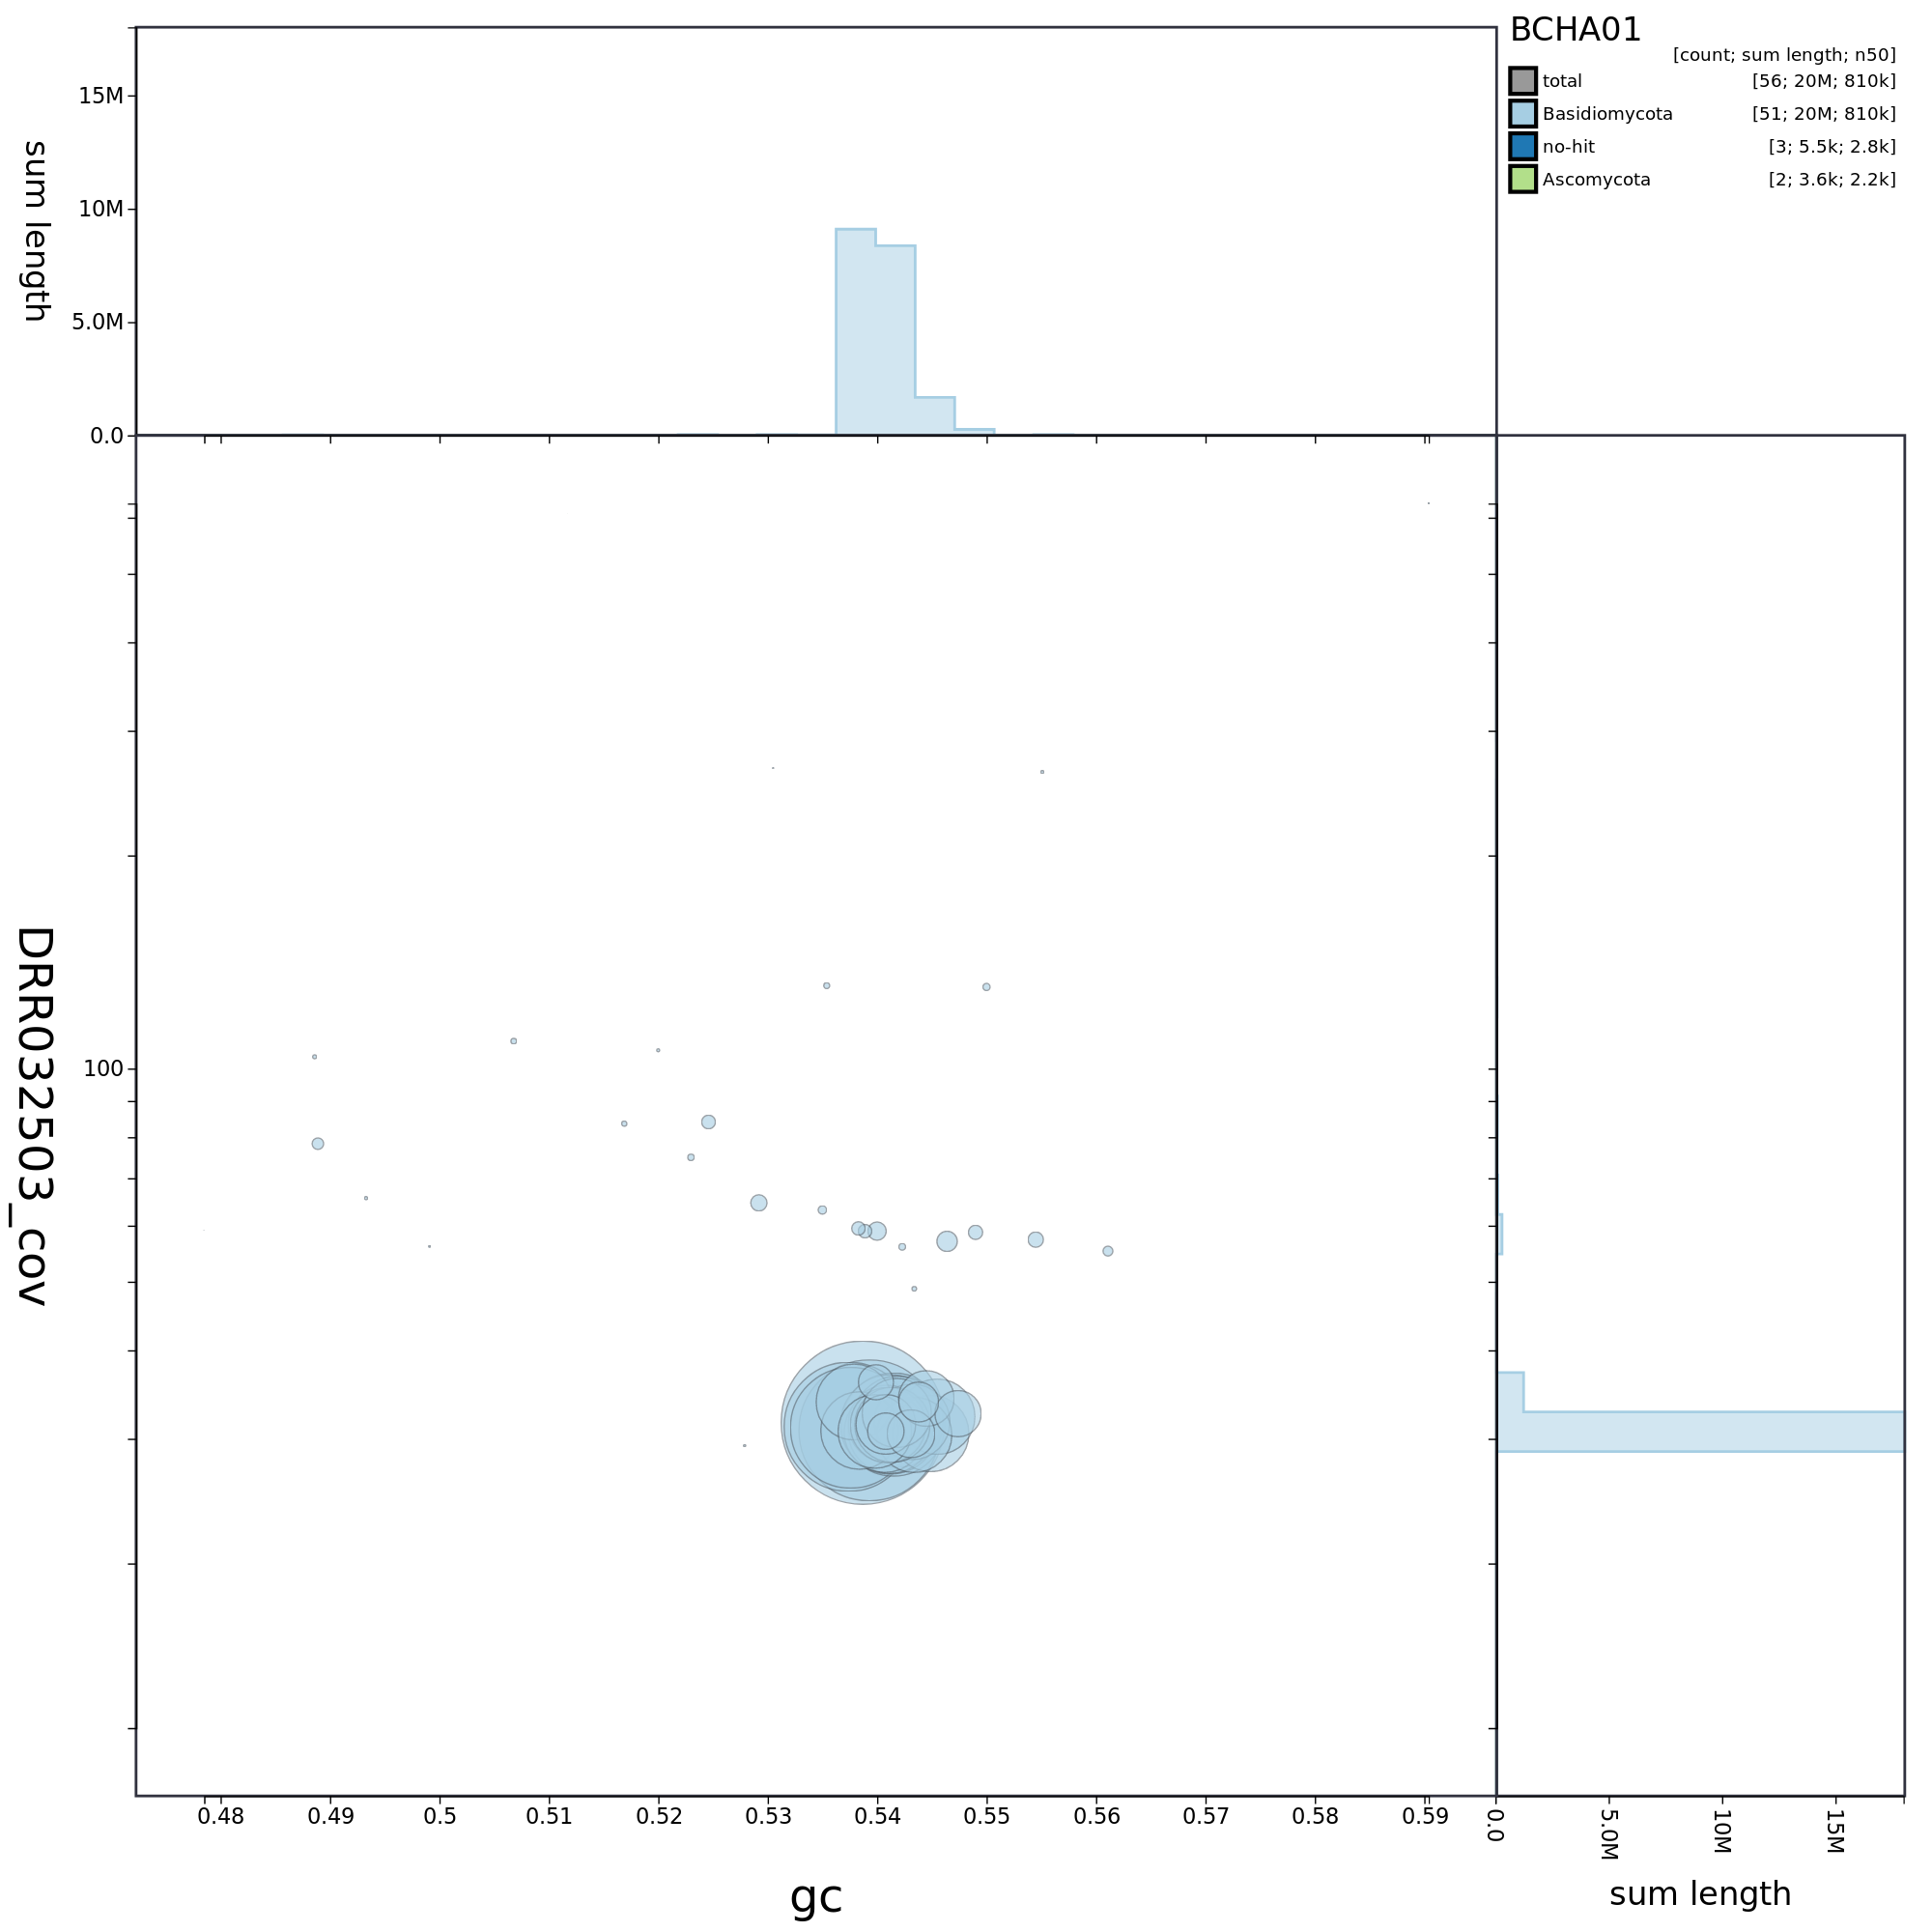 BCHA01
[count; sum length; n50]
total [56; 20M; 810k]
Basidiomycota [51; 20M; 810k]
no-hit [3; 5.5k; 2.8k]
Ascomycota [2; 3.6k; 2.2k]
sum length
15M
10M
5.0M
0.0
DRR032503_cov
100
0.48 0.49 0.5 0.51 0.52 0.53 0.54 0.55 0.56 0.57 0.58 0.59
gc
0.0 5.0M 10M 15M
sum length